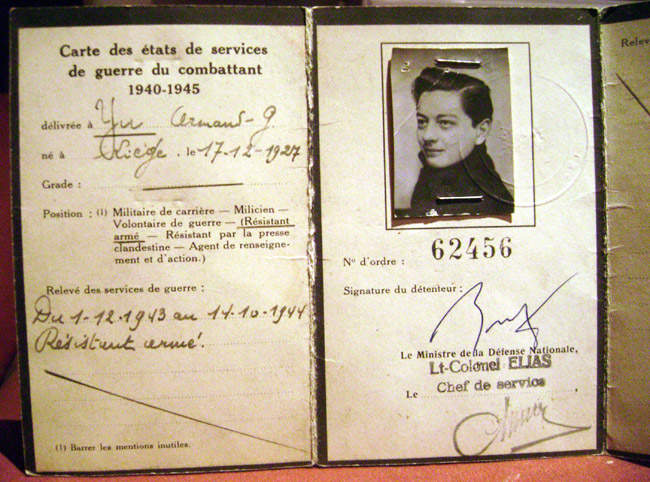 Carte des états de services
de guerre du combattant
1940-1945
délivrée à Yu Armand-G.
né à Liége. le 17-12-1927
Grade :
Position : (1) Militaire de carrière — Milicien —
Volontaire de guerre — (Résistant
armé — Résistant par la presse
clandestine — Agent de renseigne-
ment et d'action.)
Relevé des services de guerre :
Du 1-12-1943 au 14-10-1944
Résistant armé.
(1) Barrer les mentions inutiles.
2
62456
N° d'ordre :
Signature du détenteur :
Le Ministre de la Défense Nationale,
Lt-Colonel ELIAS
Chef de service
Le
Relev